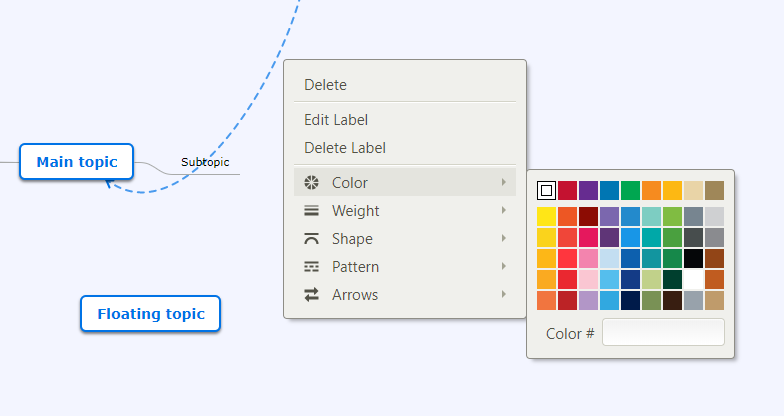 Delete
Edit Label
Delete Label
Main topic
Subtopic
Color
Weight
Shape
Pattern
Arrows
Floating topic
Color #